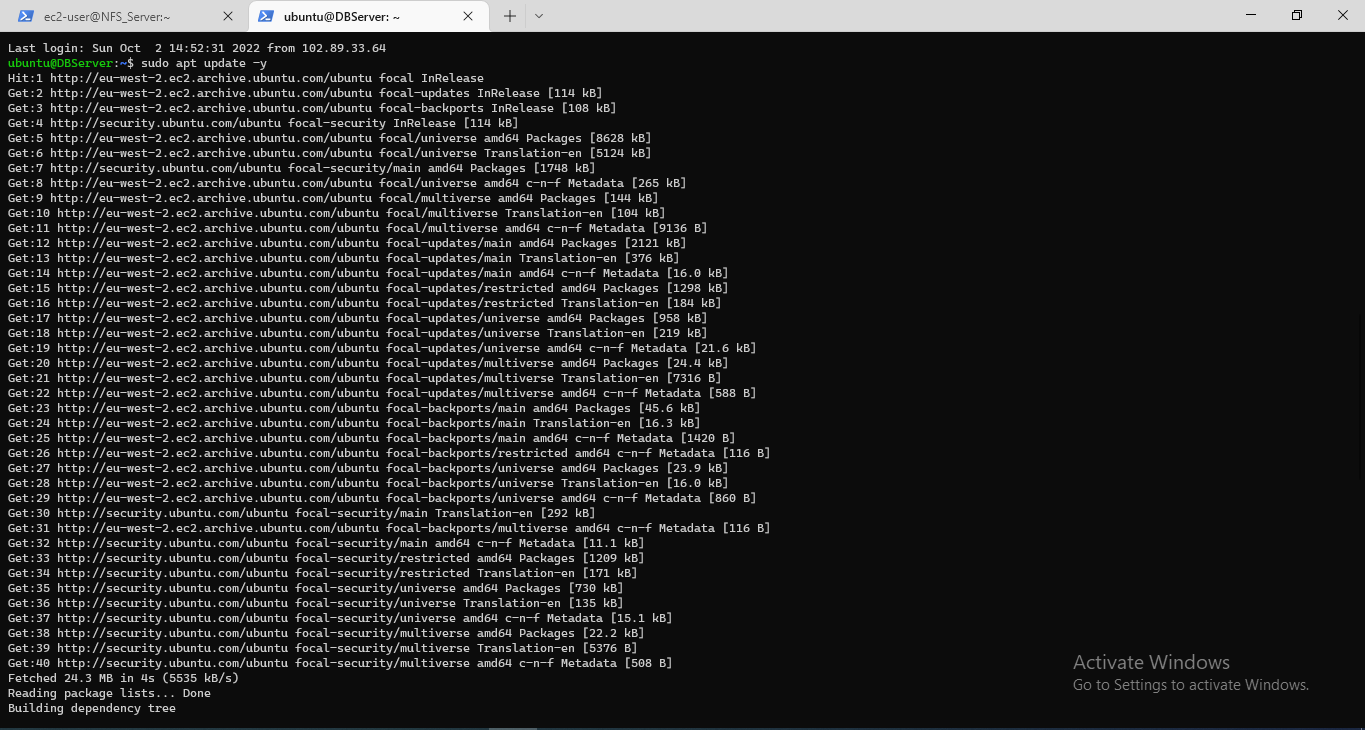 ec2-user@NFS_Server:~
ubuntu@DBServer: ~
Last login: Sun Oct  2 14:52:31 2022 from 102.89.33.64
ubuntu@DBServer:~$ sudo apt update -y
Hit:1 http://eu-west-2.ec2.archive.ubuntu.com/ubuntu focal InRelease
Get:2 http://eu-west-2.ec2.archive.ubuntu.com/ubuntu focal-updates InRelease [114 kB]
Get:3 http://eu-west-2.ec2.archive.ubuntu.com/ubuntu focal-backports InRelease [108 kB]
Get:4 http://security.ubuntu.com/ubuntu focal-security InRelease [114 kB]
Get:5 http://eu-west-2.ec2.archive.ubuntu.com/ubuntu focal/universe amd64 Packages [8628 kB]
Get:6 http://eu-west-2.ec2.archive.ubuntu.com/ubuntu focal/universe Translation-en [5124 kB]
Get:7 http://security.ubuntu.com/ubuntu focal-security/main amd64 Packages [1748 kB]
Get:8 http://eu-west-2.ec2.archive.ubuntu.com/ubuntu focal/universe amd64 c-n-f Metadata [265 kB]
Get:9 http://eu-west-2.ec2.archive.ubuntu.com/ubuntu focal/multiverse amd64 Packages [144 kB]
Get:10 http://eu-west-2.ec2.archive.ubuntu.com/ubuntu focal/multiverse Translation-en [104 kB]
Get:11 http://eu-west-2.ec2.archive.ubuntu.com/ubuntu focal/multiverse amd64 c-n-f Metadata [9136 B]
Get:12 http://eu-west-2.ec2.archive.ubuntu.com/ubuntu focal-updates/main amd64 Packages [2121 kB]
Get:13 http://eu-west-2.ec2.archive.ubuntu.com/ubuntu focal-updates/main Translation-en [376 kB]
Get:14 http://eu-west-2.ec2.archive.ubuntu.com/ubuntu focal-updates/main amd64 c-n-f Metadata [16.0 kB]
Get:15 http://eu-west-2.ec2.archive.ubuntu.com/ubuntu focal-updates/restricted amd64 Packages [1298 kB]
Get:16 http://eu-west-2.ec2.archive.ubuntu.com/ubuntu focal-updates/restricted Translation-en [184 kB]
Get:17 http://eu-west-2.ec2.archive.ubuntu.com/ubuntu focal-updates/universe amd64 Packages [958 kB]
Get:18 http://eu-west-2.ec2.archive.ubuntu.com/ubuntu focal-updates/universe Translation-en [219 kB]
Get:19 http://eu-west-2.ec2.archive.ubuntu.com/ubuntu focal-updates/universe amd64 c-n-f Metadata [21.6 kB]
Get:20 http://eu-west-2.ec2.archive.ubuntu.com/ubuntu focal-updates/multiverse amd64 Packages [24.4 kB]
Get:21 http://eu-west-2.ec2.archive.ubuntu.com/ubuntu focal-updates/multiverse Translation-en [7316 B]
Get:22 http://eu-west-2.ec2.archive.ubuntu.com/ubuntu focal-updates/multiverse amd64 c-n-f Metadata [588 B]
Get:23 http://eu-west-2.ec2.archive.ubuntu.com/ubuntu focal-backports/main amd64 Packages [45.6 kB]
Get:24 http://eu-west-2.ec2.archive.ubuntu.com/ubuntu focal-backports/main Translation-en [16.3 kB]
Get:25 http://eu-west-2.ec2.archive.ubuntu.com/ubuntu focal-backports/main amd64 c-n-f Metadata [1420 B]
Get:26 http://eu-west-2.ec2.archive.ubuntu.com/ubuntu focal-backports/restricted amd64 c-n-f Metadata [116 B]
Get:27 http://eu-west-2.ec2.archive.ubuntu.com/ubuntu focal-backports/universe amd64 Packages [23.9 kB]
Get:28 http://eu-west-2.ec2.archive.ubuntu.com/ubuntu focal-backports/universe Translation-en [16.0 kB]
Get:29 http://eu-west-2.ec2.archive.ubuntu.com/ubuntu focal-backports/universe amd64 c-n-f Metadata [860 B]
Get:30 http://security.ubuntu.com/ubuntu focal-security/main Translation-en [292 kB]
Get:31 http://eu-west-2.ec2.archive.ubuntu.com/ubuntu focal-backports/multiverse amd64 c-n-f Metadata [116 B]
Get:32 http://security.ubuntu.com/ubuntu focal-security/main amd64 c-n-f Metadata [11.1 kB]
Get:33 http://security.ubuntu.com/ubuntu focal-security/restricted amd64 Packages [1209 kB]
Get:34 http://security.ubuntu.com/ubuntu focal-security/restricted Translation-en [171 kB]
Get:35 http://security.ubuntu.com/ubuntu focal-security/universe amd64 Packages [730 kB]
Get:36 http://security.ubuntu.com/ubuntu focal-security/universe Translation-en [135 kB]
Get:37 http://security.ubuntu.com/ubuntu focal-security/universe amd64 c-n-f Metadata [15.1 kB]
Get:38 http://security.ubuntu.com/ubuntu focal-security/multiverse amd64 Packages [22.2 kB]
Get:39 http://security.ubuntu.com/ubuntu focal-security/multiverse Translation-en [5376 B]
Get:40 http://security.ubuntu.com/ubuntu focal-security/multiverse amd64 c-n-f Metadata [508 B]
Fetched 24.3 MB in 4s (5535 kB/s)
Reading package lists... Done
Building dependency tree
Activate Windows
Go to Settings to activate Windows.